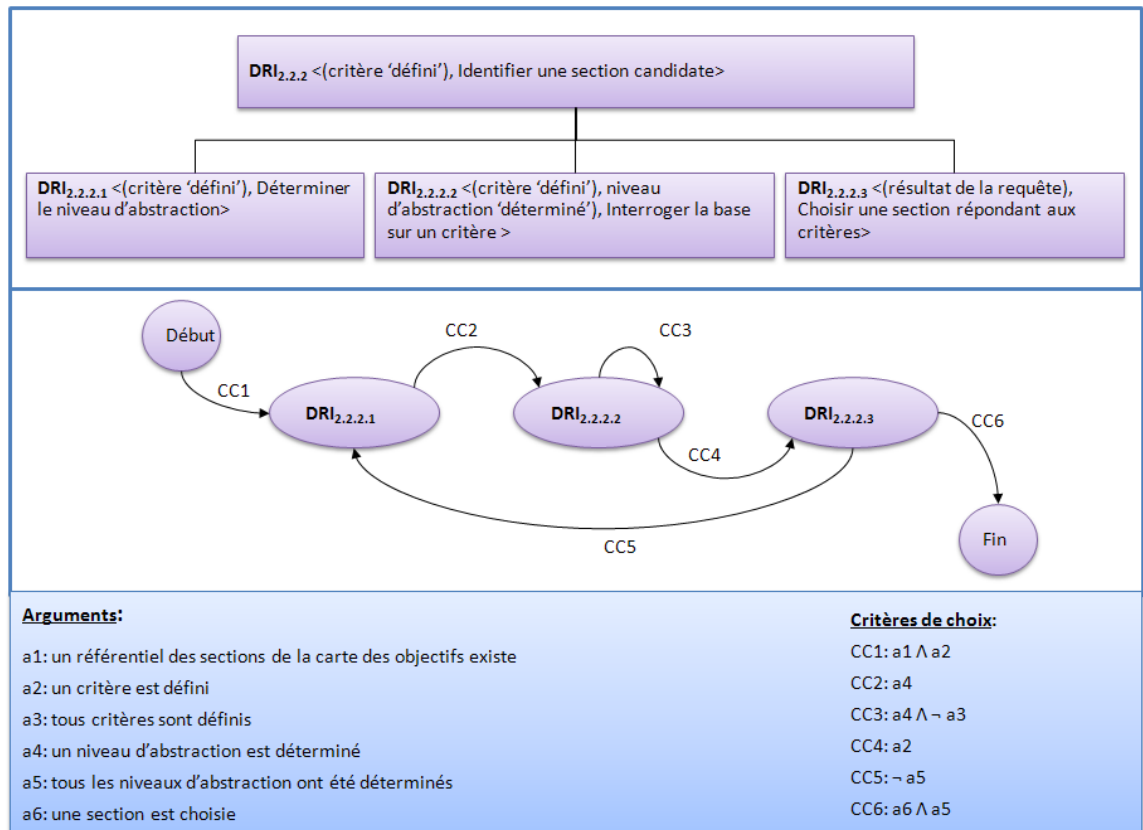 DRI2.2.2 <(critère ‘défini’), Identifier une section candidate>
DRI2.2.2.1 <(critère ‘défini’), Déterminer
le niveau d’abstraction>
DRI2.2.2.2 <(critère ‘défini’), niveau
d’abstraction ‘déterminé’), Interroger la base
sur un critère >
DRI2.2.2.3 <(résultat de la requête),
Choisir une section répondant aux
critères>
Début
CC1
CC2
CC3
DRI2.2.2.1
DRI2.2.2.2
DRI2.2.2.3
CC4
CC6
CC5
Fin
Arguments:
a1: un référentiel des sections de la carte des objectifs existe
a2: un critère est défini
a3: tous critères sont définis
a4: un niveau d’abstraction est déterminé
a5: tous les niveaux d’abstraction ont été déterminés
a6: une section est choisie
Critères de choix:
CC1: a1 Λ a2
CC2: a4
CC3: a4 Λ ¬ a3
CC4: a2
CC5: ¬ a5
CC6: a6 Λ a5